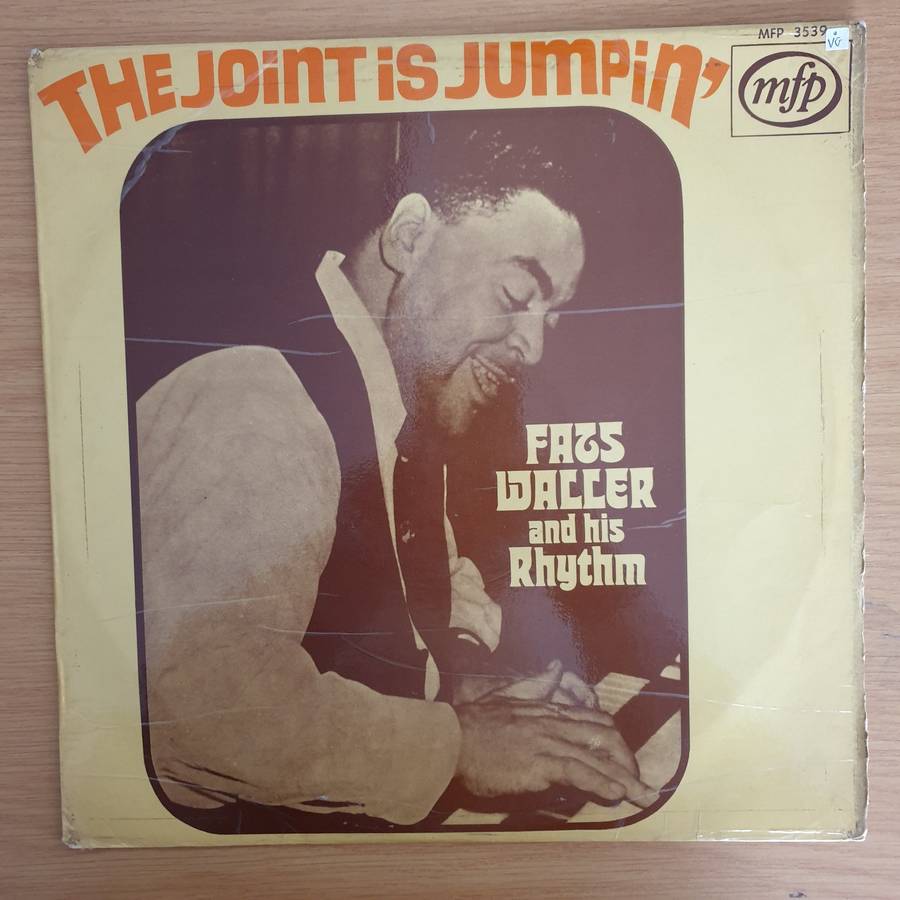 MFP 3539
VG
THE JOINT IS JUMPIN'
mfp
FATS
WALLER
and his
Rhythm